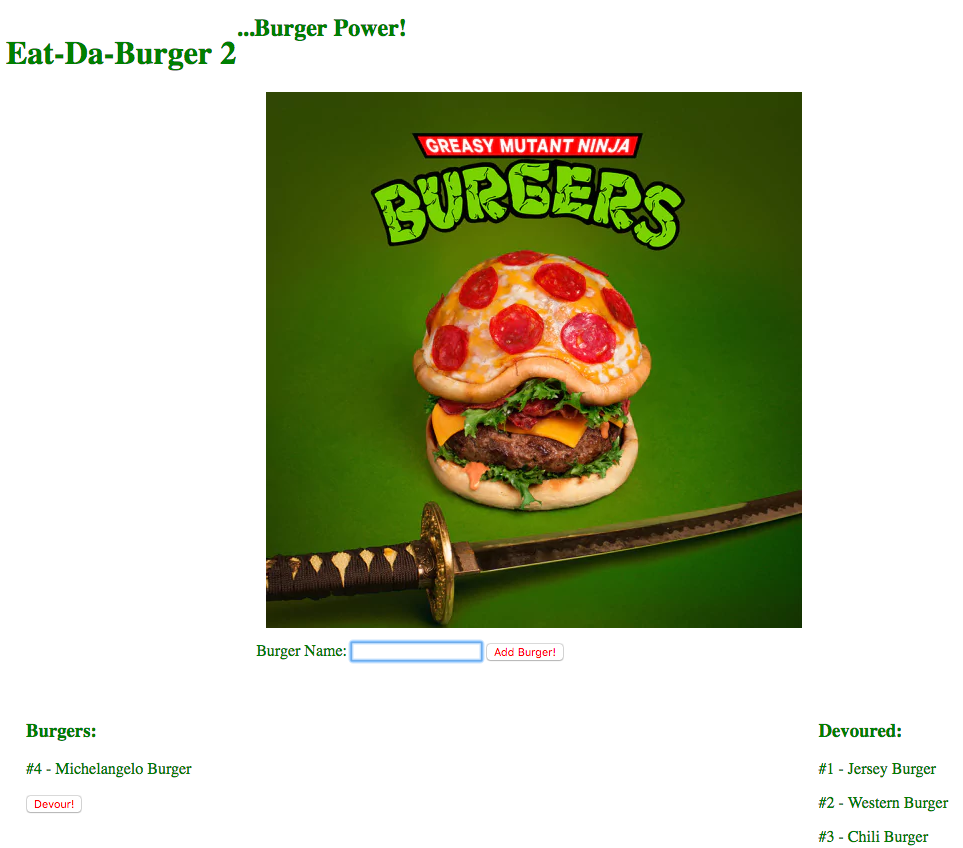 ...Burger Power!
Eat-Da-Burger 2
GREASY MUTANT NINJA
BURGERS
Burger Name:
Add Burger!
Burgers:
#4 - Michelangelo Burger
Devour!
Devoured:
#1 - Jersey Burger
#2 - Western Burger
#3 - Chili Burger